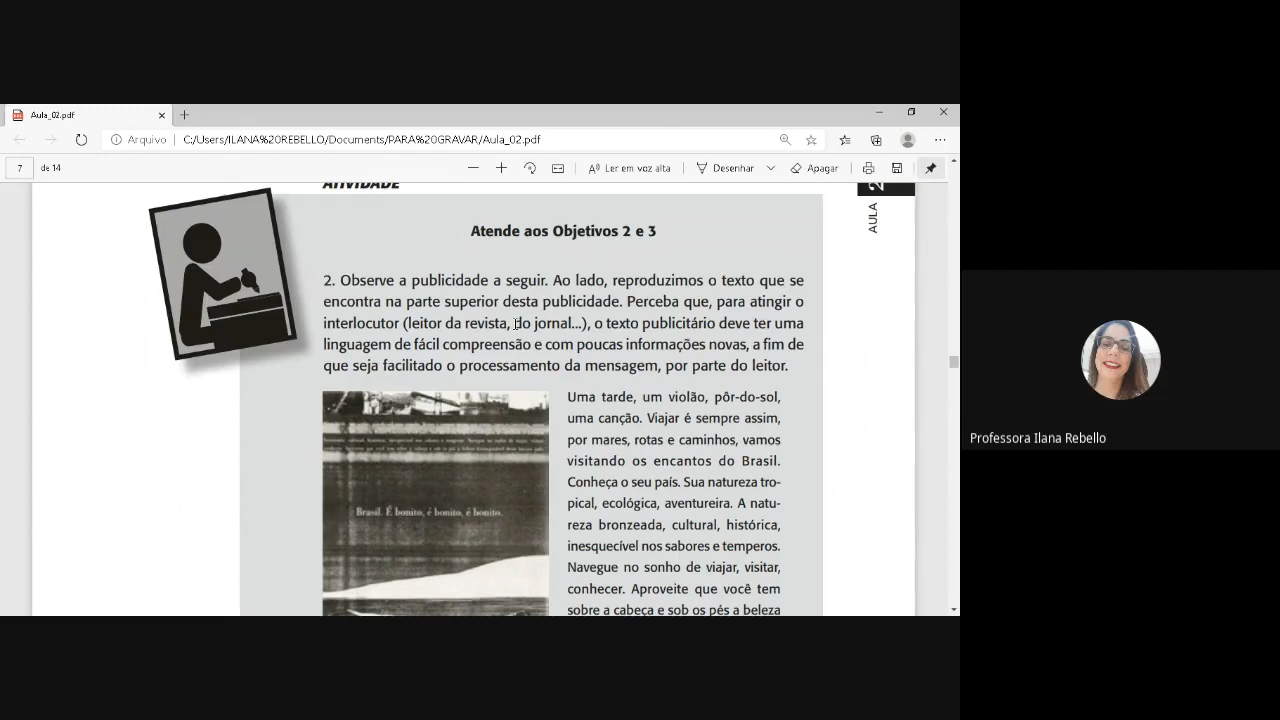 Aula_02.pdf
Arquivo
C:/Users/ILANA%20REBELLO/Documents/PARA%20GRAVAR/Aula_02.pdf
7 de 14
Ler em voz alta
Desenhar
Apagar
ATIVIDADE
AULA 2
Atende aos Objetivos 2 e 3
2. Observe a publicidade a seguir. Ao lado, reproduzimos o texto que se
encontra na parte superior desta publicidade. Perceba que, para atingir o
interlocutor (leitor da revista, do jornal...), o texto publicitário deve ter uma
linguagem de fácil compreensão e com poucas informações novas, a fim de
que seja facilitado o processamento da mensagem, por parte do leitor.
Brasil. É bonito, é bonito, é bonito.
Uma tarde, um violão, pôr-do-sol,
uma canção. Viajar é sempre assim,
por mares, rotas e caminhos, vamos
visitando os encantos do Brasil.
Conheça o seu país. Sua natureza tro-
pical, ecológica, aventureira. A natu-
reza bronzeada, cultural, histórica,
inesquecível nos sabores e temperos.
Navegue no sonho de viajar, visitar,
conhecer. Aproveite que você tem
sobre a cabeça e sob os pés a beleza
Professora Ilana Rebello